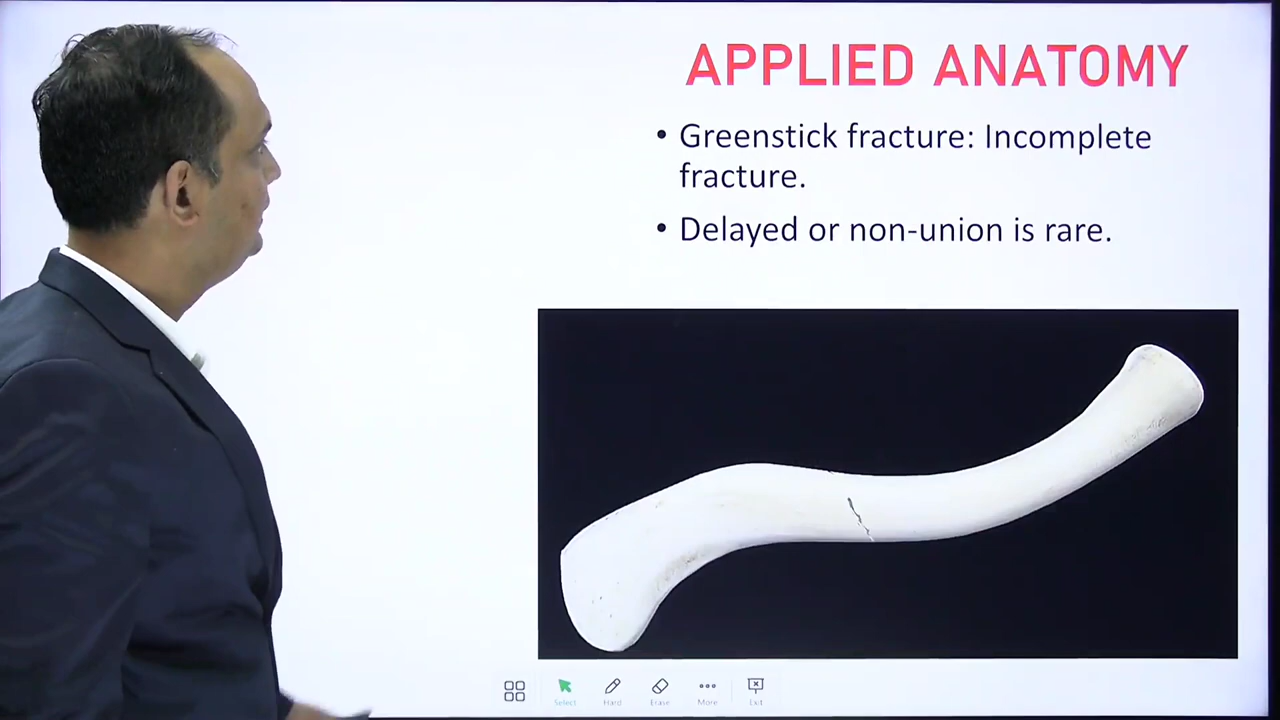 APPLIED ANATOMY
• Greenstick fracture: Incomplete
fracture.
• Delayed or non-union is rare.
Select Hard Erase More Exit